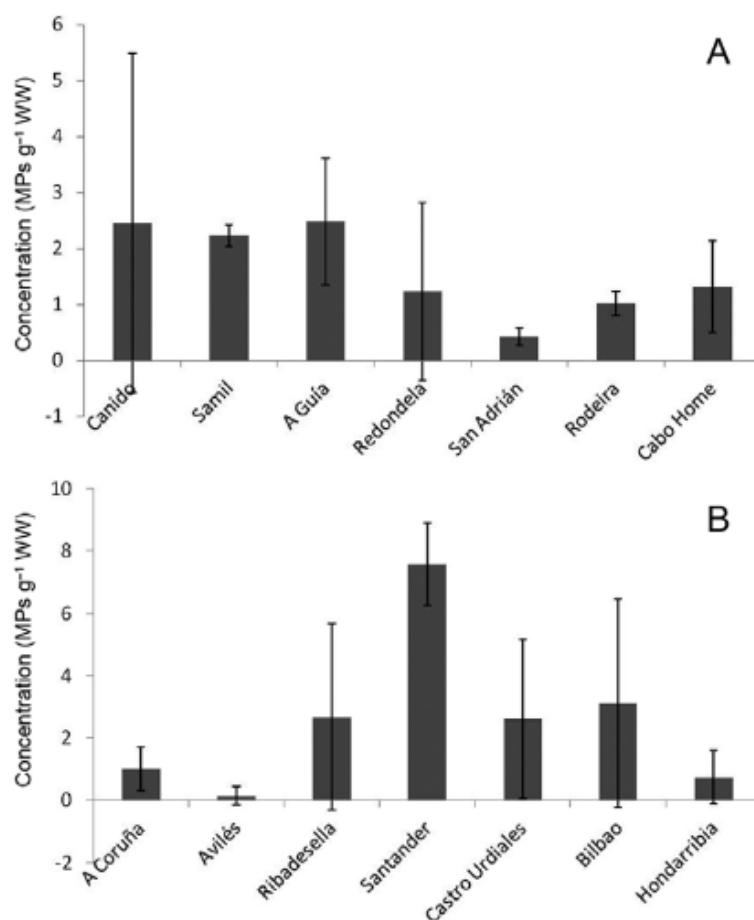 A
Concentration (MPs g⁻¹ WW)
6
5
4
3
2
1
0
-1
Canido
Samil
A Guía
Redondela
San Adrián
Rodeira
Cabo Home
B
Concentration (MPs g⁻¹ WW)
10
8
6
4
2
0
-2
A Coruña
Avilés
Ribadesella
Santander
Castro Urdiales
Bilbao
Hondarribia